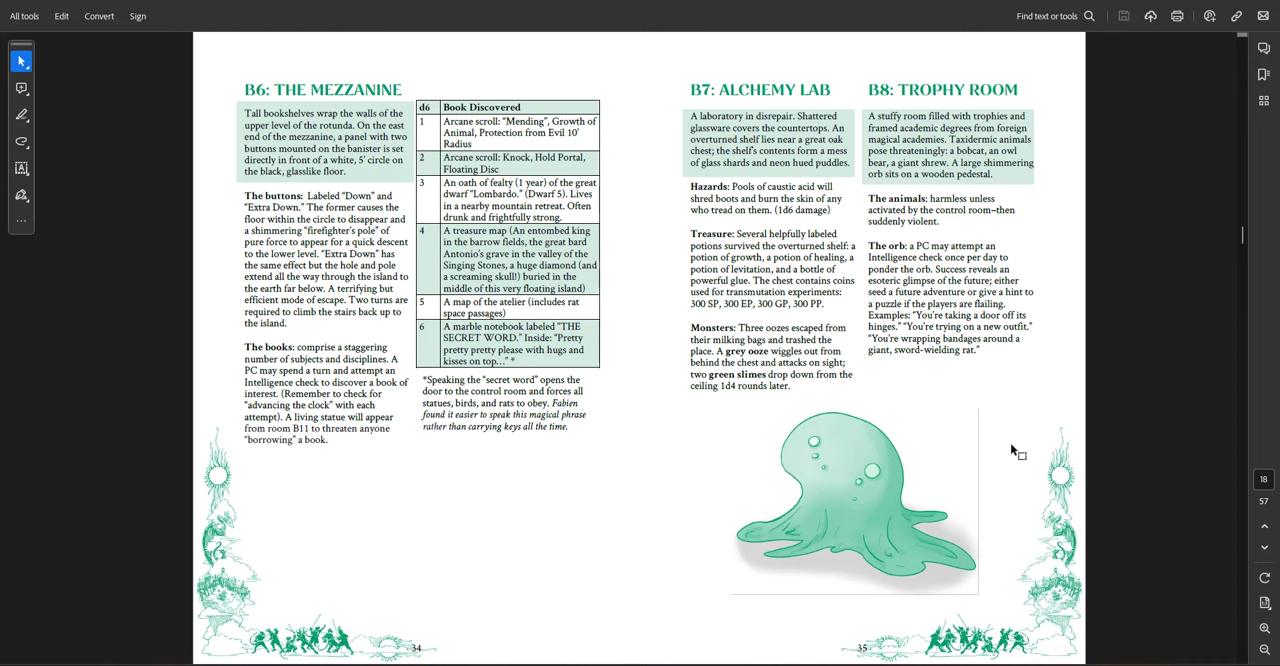 All tools
Edit
Convert
Sign
Find text or tools
B6: THE MEZZANINE
Tall bookshelves wrap the walls of the
upper level of the rotunda. On the east
end of the mezzanine, a panel with two
buttons mounted on the banister is set
directly in front of a white, 5’ circle on
the black, glasslike floor.
The buttons: Labeled “Down” and
“Extra Down.” The former causes the
floor within the circle to disappear and
a shimmering “firefighter’s pole” of
pure force to appear for a quick descent
to the lower level. “Extra Down” has
the same effect but the hole and pole
extend all the way through the island to
the earth far below. A terrifying but
efficient mode of escape. Two turns are
required to climb the stairs back up to
the island.
The books: comprise a staggering
number of subjects and disciplines. A
PC may spend a turn and attempt an
Intelligence check to discover a book of
interest. (Remember to check for
“advancing the clock” with each
attempt). A living statue will appear
from room B11 to threaten anyone
“borrowing” a book.
d6 Book Discovered
1 Arcane scroll: “Mending”, Growth of
Animal, Protection from Evil 10’
Radius
2 Arcane scroll: Knock, Hold Portal,
Floating Disc
3 An oath of fealty (1 year) of the great
dwarf “Lombardo.” (Dwarf 5). Lives
in a nearby mountain retreat. Often
drunk and frightfully strong.
4 A treasure map (An entombed king
in the barrow fields, the great bard
Antonio’s grave in the valley of the
Singing Stones, a huge diamond (and
a screaming skull!) buried in the
middle of this very floating island)
5 A map of the atelier (includes rat
space passages)
6 A marble notebook labeled “THE
SECRET WORD.” Inside: “Pretty
pretty pretty please with hugs and
kisses on top...” *
*Speaking the “secret word” opens the
door to the control room and forces all
statues, birds, and rats to obey. Fabien
found it easier to speak this magical phrase
rather than carrying keys all the time.
34
B7: ALCHEMY LAB
A laboratory in disrepair. Shattered
glassware covers the countertops. An
overturned shelf lies near a great oak
chest; the shelf’s contents form a mess
of glass shards and neon hued puddles.
Hazards: Pools of caustic acid will
shred boots and burn the skin of any
who tread on them. (1d6 damage)
Treasure: Several helpfully labeled
potions survived the overturned shelf: a
potion of growth, a potion of healing, a
potion of levitation, and a bottle of
powerful glue. The chest contains coins
used for transmutation experiments:
300 SP, 300 EP, 300 GP, 300 PP.
Monsters: Three oozes escaped from
their milking bags and trashed the
place. A grey ooze wiggles out from
behind the chest and attacks on sight;
two green slimes drop down from the
ceiling 1d4 rounds later.
B8: TROPHY ROOM
A stuffy room filled with trophies and
framed academic degrees from foreign
magical academies. Taxidermic animals
pose threateningly: a bobcat, an owl
bear, a giant shrew. A large shimmering
orb sits on a wooden pedestal.
The animals: harmless unless
activated by the control room–then
suddenly violent.
The orb: a PC may attempt an
Intelligence check once per day to
ponder the orb. Success reveals an
esoteric glimpse of the future; either
seed a future adventure or give a hint to
a puzzle if the players are flailing.
Examples: “You’re taking a door off its
hinges.” “You’re trying on a new outfit.”
“You’re wrapping bandages around a
giant, sword-wielding rat.”
35
18
57